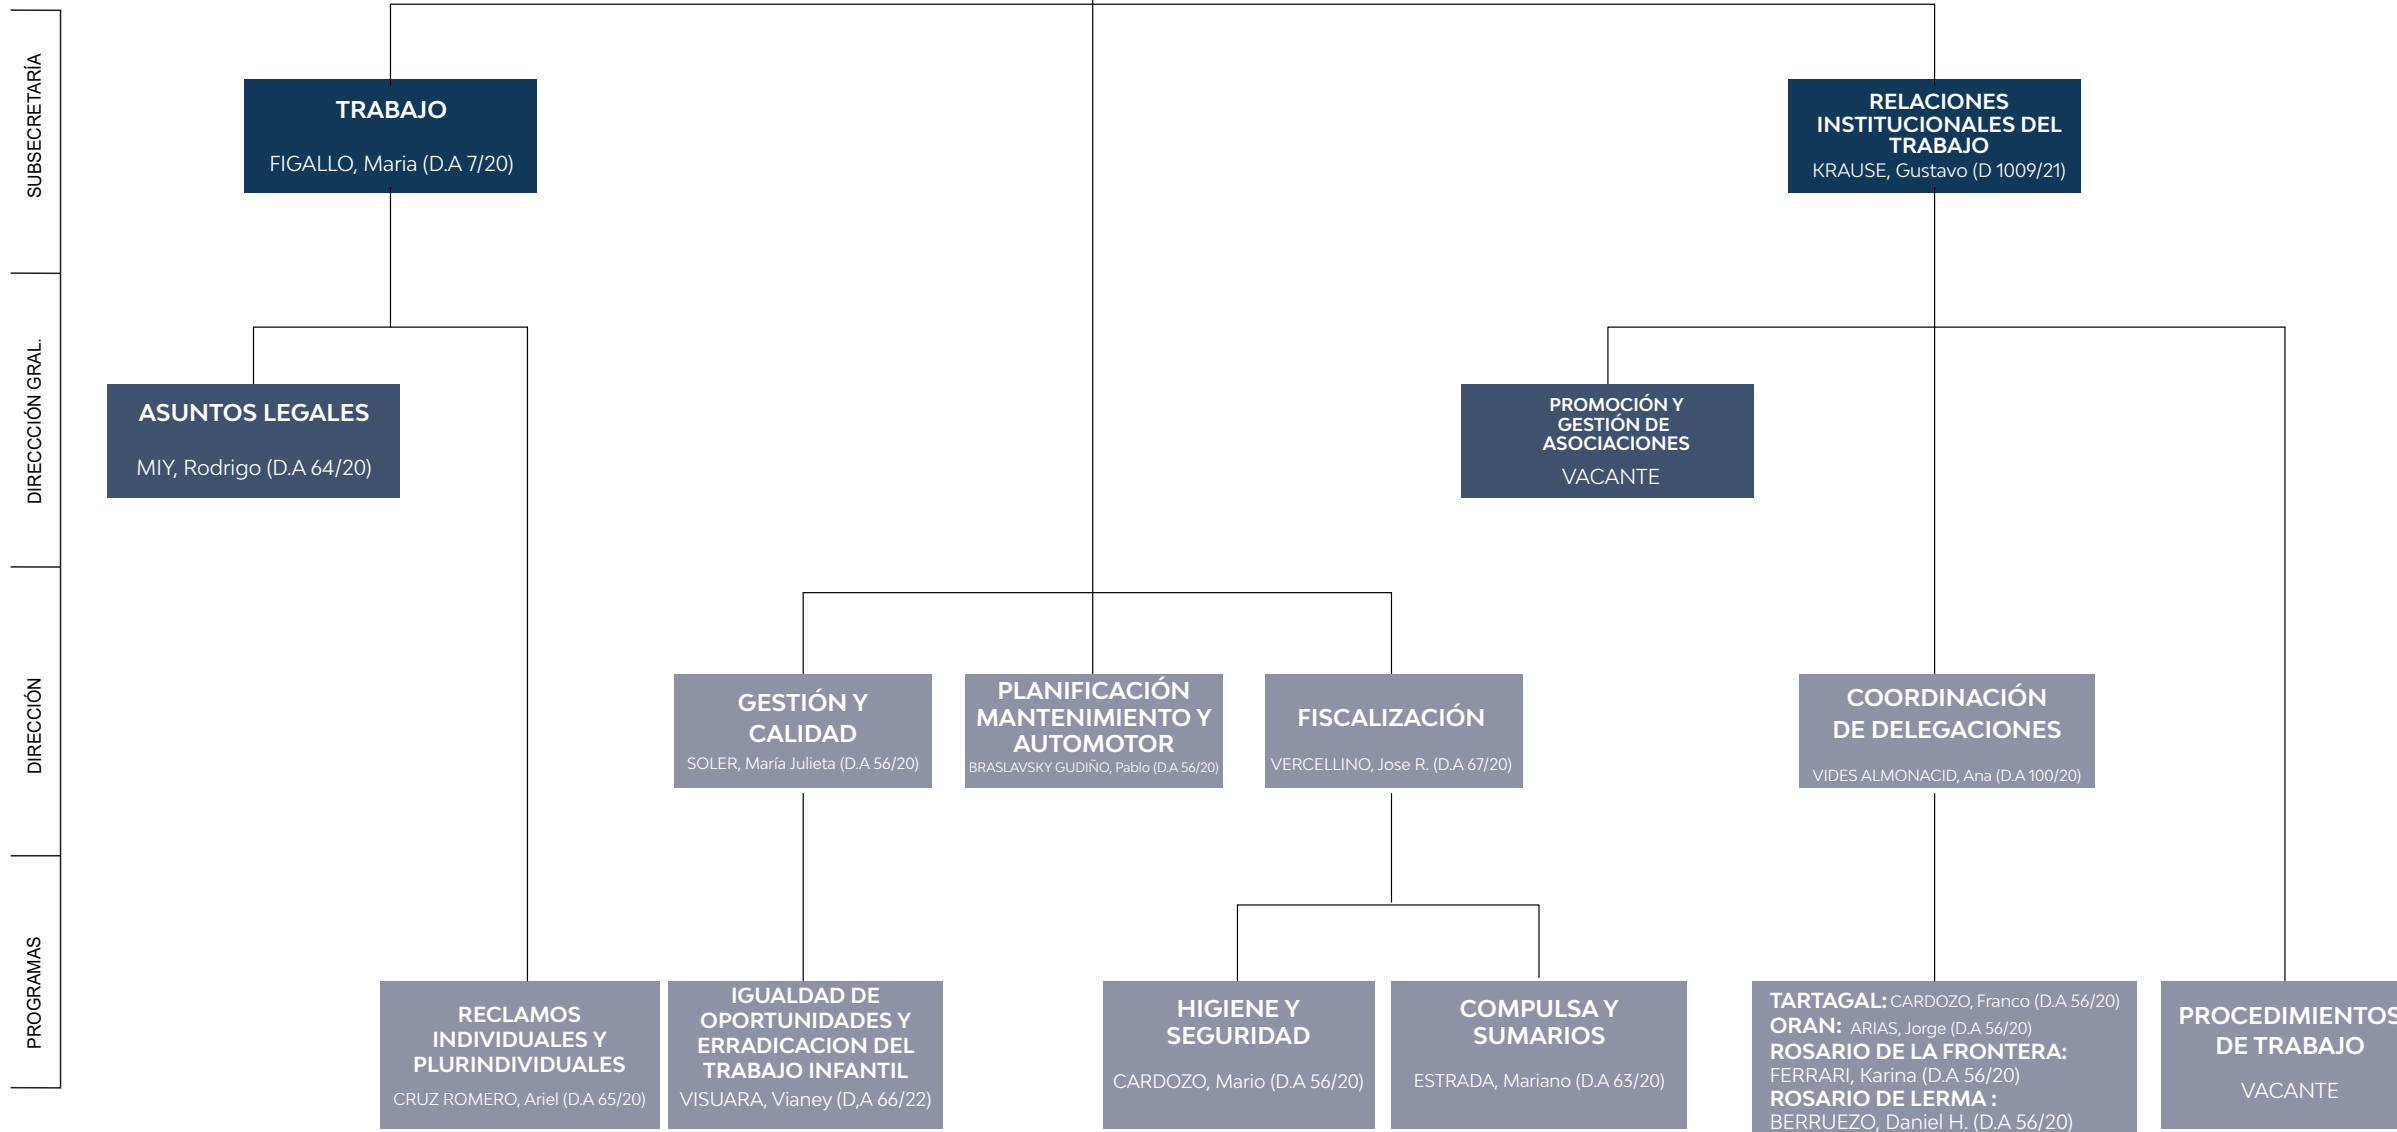 SUBSECRETARÍA
TRABAJO
FIGALLO, Maria (D.A 7/20)
RELACIONES
INSTITUCIONALES DEL
TRABAJO
KRAUSE, Gustavo (D 1009/21)
DIRECCCIÓN GRAL.
ASUNTOS LEGALES
MIY, Rodrigo (D.A 64/20)
PROMOCIÓN Y
GESTIÓN DE
ASOCIACIONES
VACANTE
DIRECCIÓN
GESTIÓN Y
CALIDAD
SOLER, María Julieta (D.A 56/20)
PLANIFICACIÓN
MANTENIMIENTO Y
AUTOMOTOR
BRASLAVSKY GUDIÑO, Pablo (D.A 56/20)
FISCALIZACIÓN
VERCELLINO, Jose R. (D.A 67/20)
COORDINACIÓN
DE DELEGACIONES
VIDES ALMONACID, Ana (D.A 100/20)
PROGRAMAS
RECLAMOS
INDIVIDUALES Y
PLURINDIVIDUALES
CRUZ ROMERO, Ariel (D.A 65/20)
IGUALDAD DE
OPORTUNIDADES Y
ERRADICACION DEL
TRABAJO INFANTIL
VISUARA, Vianey (D,A 66/22)
HIGIENE Y
SEGURIDAD
CARDOZO, Mario (D.A 56/20)
COMPULSA Y
SUMARIOS
ESTRADA, Mariano (D.A 63/20)
TARTAGAL: CARDOZO, Franco (D.A 56/20)
ORAN: ARIAS, Jorge (D.A 56/20)
ROSARIO DE LA FRONTERA:
FERRARI, Karina (D.A 56/20)
ROSARIO DE LERMA :
BERRUEZO, Daniel H. (D.A 56/20)
PROCEDIMIENTOS
DE TRABAJO
VACANTE